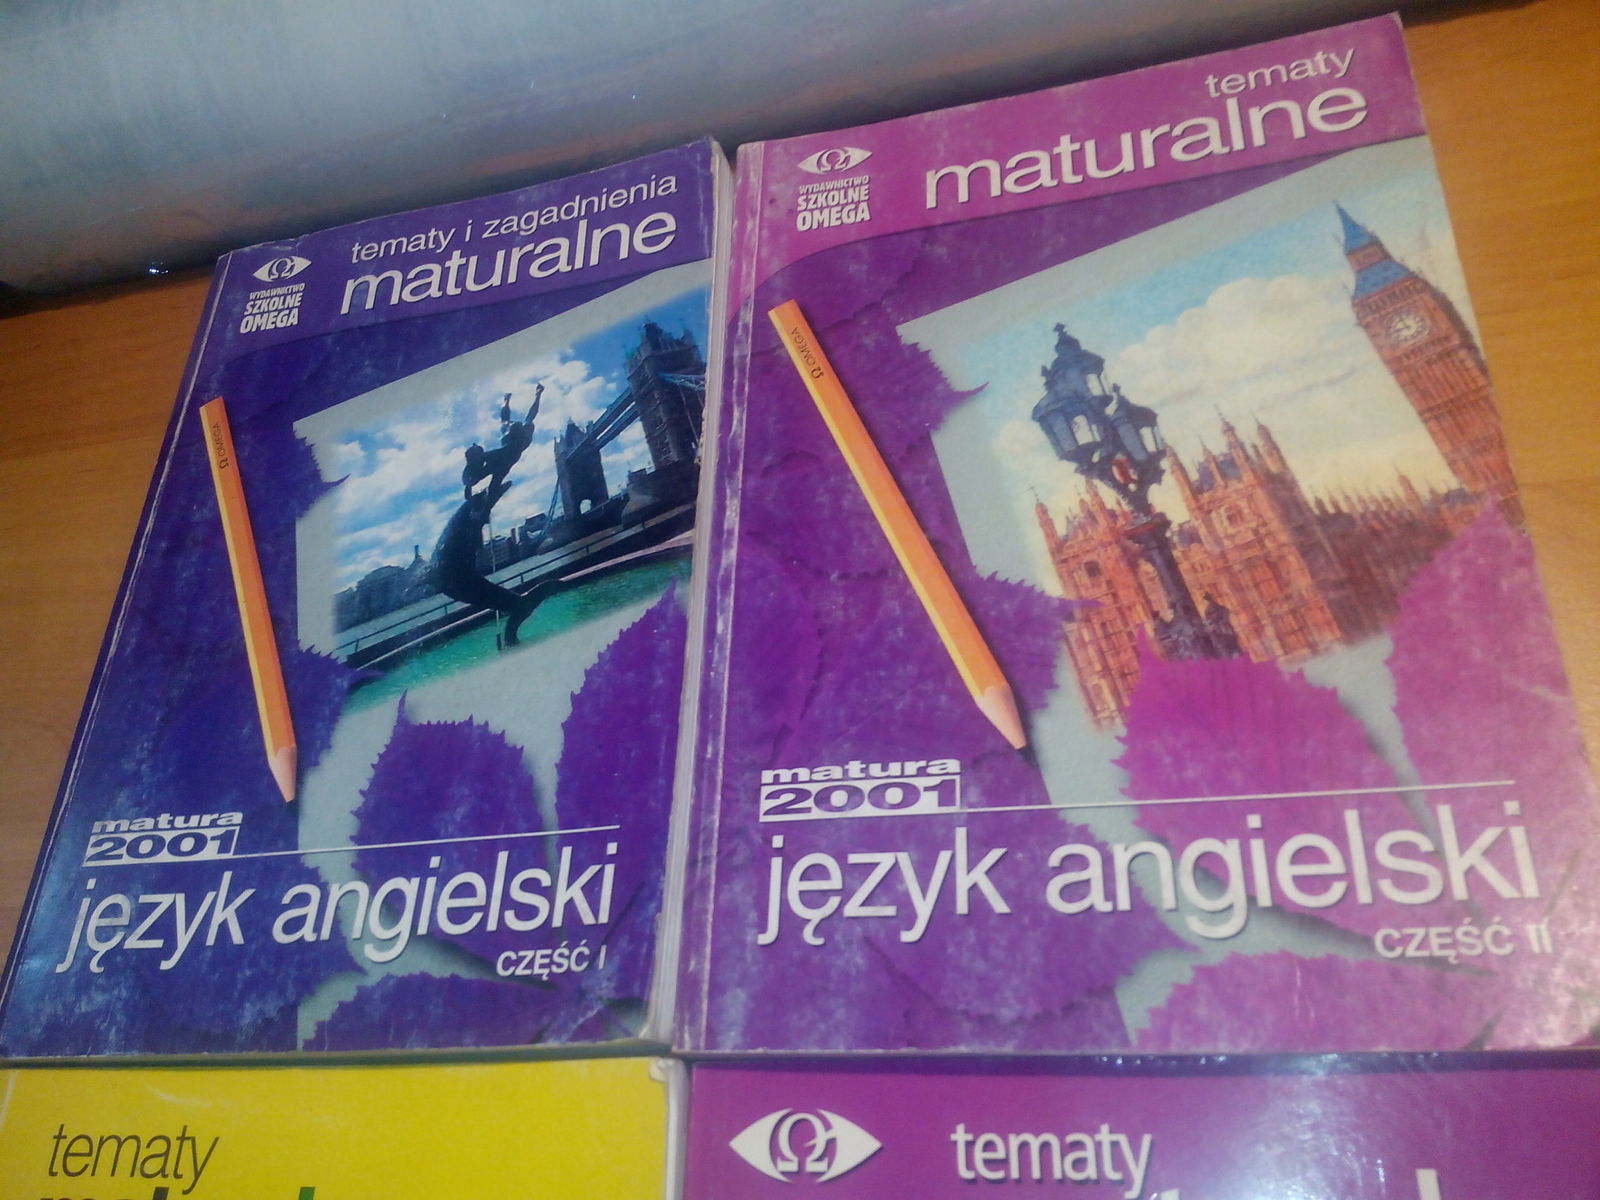 tematy i zagadnienia
maturalne
WYDAWNICTWO
SZKOLNE
OMEGA
Ω OMEGA
matura
2001
język angielski
CZĘŚĆ I
tematy
maturalne
WYDAWNICTWO
SZKOLNE
OMEGA
Ω OMEGA
matura
2001
język angielski
CZĘŚĆ II
tematy
tematy